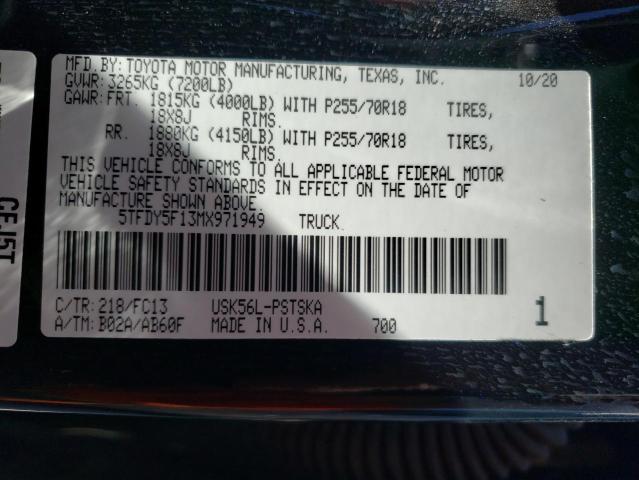 MFD. BY: TOYOTA MOTOR MANUFACTURING, TEXAS, INC. 10/20
GVWR: 3265KG (7200LB)
GAWR: FRT. 1815KG (4000LB) WITH P255/70R18 TIRES,
18X8J RIMS.
RR. 1880KG (4150LB) WITH P255/70R18 TIRES,
18X8J RIMS.
THIS VEHICLE CONFORMS TO ALL APPLICABLE FEDERAL MOTOR
VEHICLE SAFETY STANDARDS IN EFFECT ON THE DATE OF
MANUFACTURE SHOWN ABOVE.
5TFDY5F13MX971949 TRUCK
C/TR: 218/FC13 USK56L-PSTSKA
A/TM: B02A/AB60F MADE IN U.S.A. 700 1